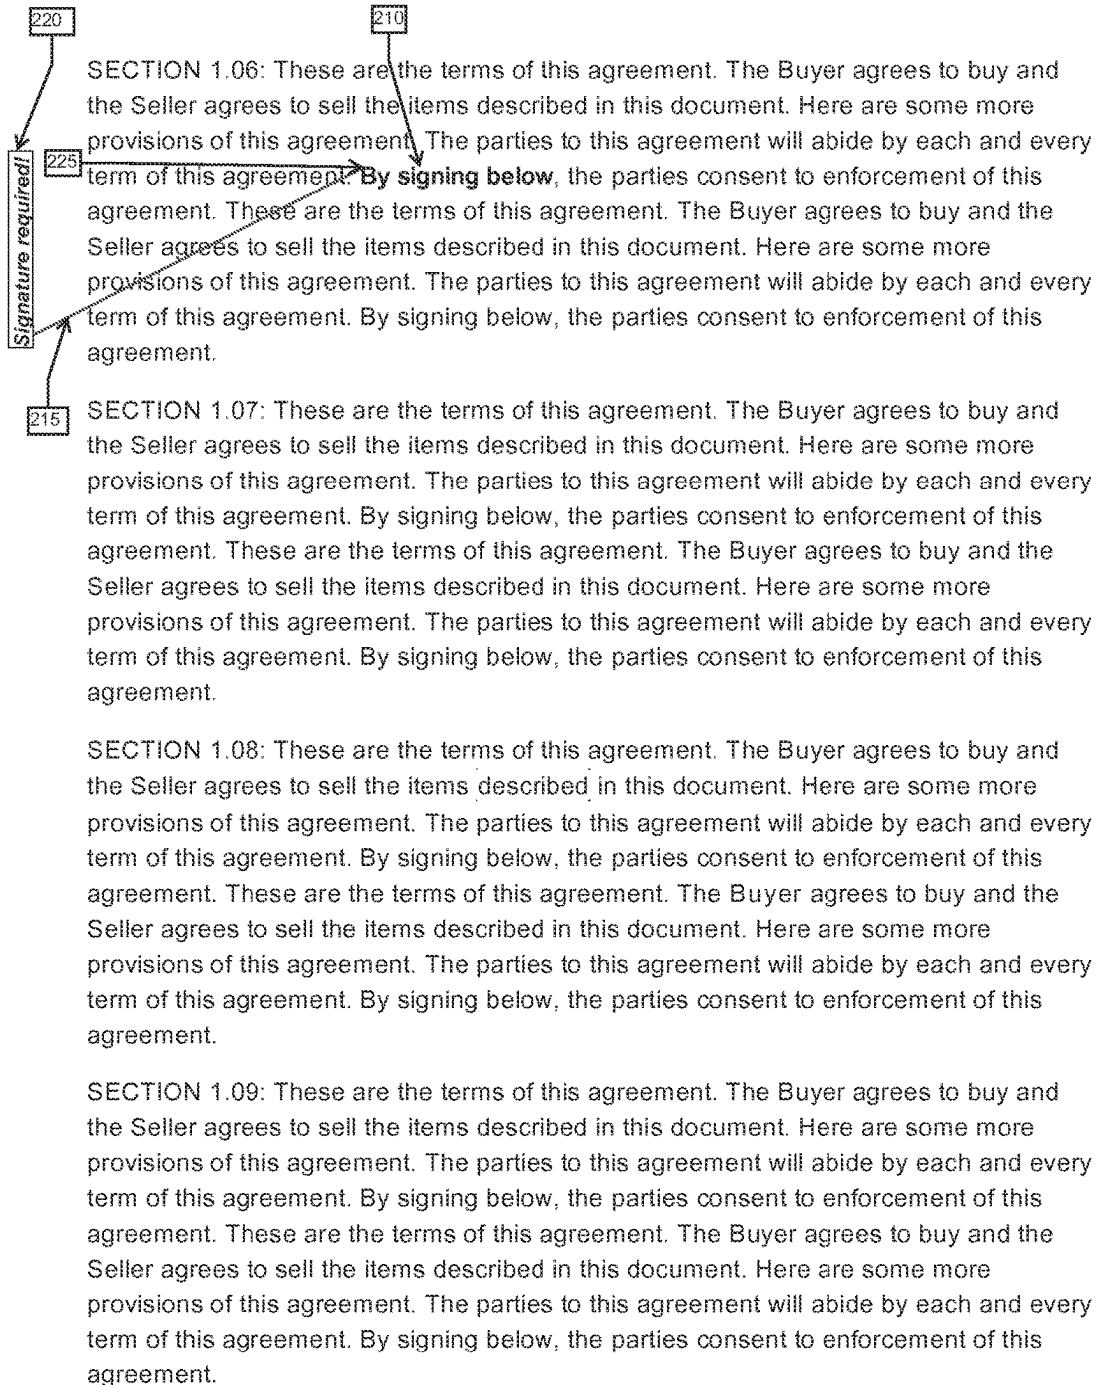 220
210
SECTION 1.06: These are the terms of this agreement. The Buyer agrees to buy and
the Seller agrees to sell the items described in this document. Here are some more
provisions of this agreement. The parties to this agreement will abide by each and every
225
term of this agreement. By signing below, the parties consent to enforcement of this
Signature required!
agreement. These are the terms of this agreement. The Buyer agrees to buy and the
Seller agrees to sell the items described in this document. Here are some more
provisions of this agreement. The parties to this agreement will abide by each and every
term of this agreement. By signing below, the parties consent to enforcement of this
agreement.
215
SECTION 1.07: These are the terms of this agreement. The Buyer agrees to buy and
the Seller agrees to sell the items described in this document. Here are some more
provisions of this agreement. The parties to this agreement will abide by each and every
term of this agreement. By signing below, the parties consent to enforcement of this
agreement. These are the terms of this agreement. The Buyer agrees to buy and the
Seller agrees to sell the items described in this document. Here are some more
provisions of this agreement. The parties to this agreement will abide by each and every
term of this agreement. By signing below, the parties consent to enforcement of this
agreement.
SECTION 1.08: These are the terms of this agreement. The Buyer agrees to buy and
the Seller agrees to sell the items described in this document. Here are some more
provisions of this agreement. The parties to this agreement will abide by each and every
term of this agreement. By signing below, the parties consent to enforcement of this
agreement. These are the terms of this agreement. The Buyer agrees to buy and the
Seller agrees to sell the items described in this document. Here are some more
provisions of this agreement. The parties to this agreement will abide by each and every
term of this agreement. By signing below, the parties consent to enforcement of this
agreement.
SECTION 1.09: These are the terms of this agreement. The Buyer agrees to buy and
the Seller agrees to sell the items described in this document. Here are some more
provisions of this agreement. The parties to this agreement will abide by each and every
term of this agreement. By signing below, the parties consent to enforcement of this
agreement. These are the terms of this agreement. The Buyer agrees to buy and the
Seller agrees to sell the items described in this document. Here are some more
provisions of this agreement. The parties to this agreement will abide by each and every
term of this agreement. By signing below, the parties consent to enforcement of this
agreement.